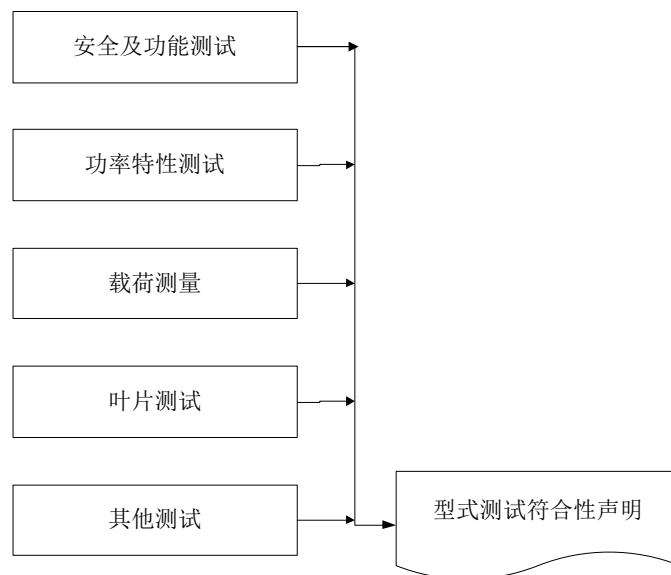 安全及功能测试
功率特性测试
载荷测量
叶片测试
其他测试
型式测试符合性声明